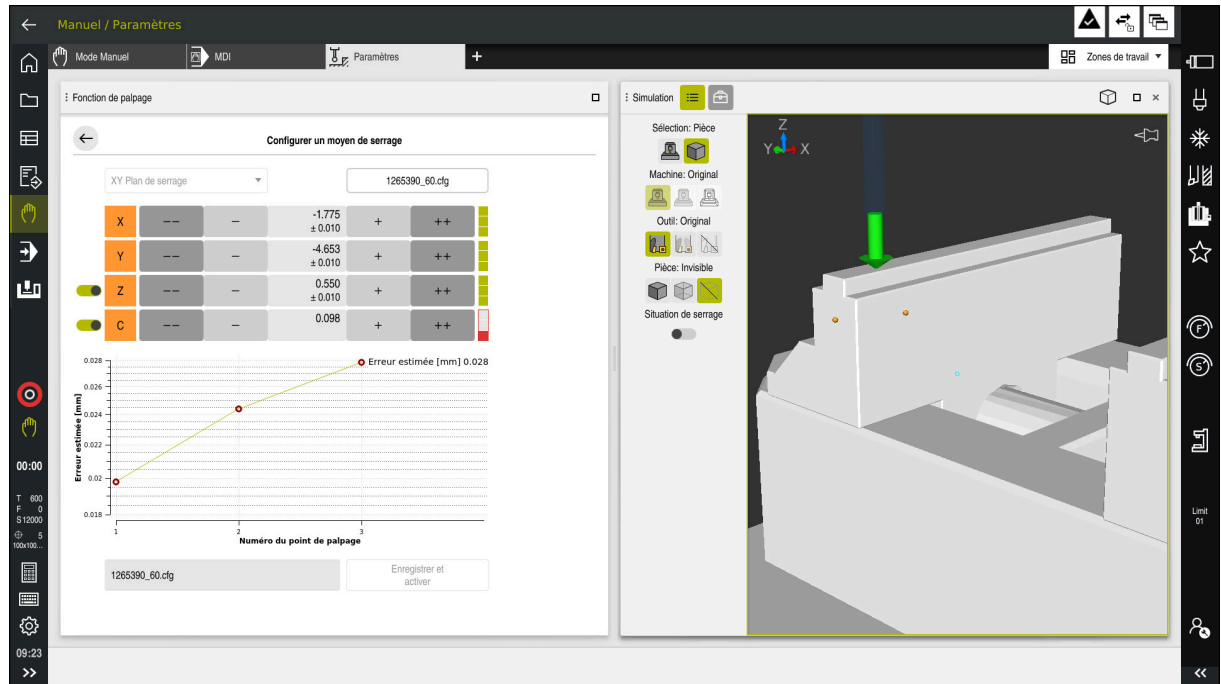 Manuel / Paramètres
Mode Manuel
MDI
Paramètres
+
Zones de travail
Fonction de palpage
Configurer un moyen de serrage
XY Plan de serrage
1265390_60.cfg
X
−−
−
-1.775
± 0.010
+
++
Y
−−
−
-4.653
± 0.010
+
++
Z
−−
−
0.550
± 0.010
+
++
C
−−
−
0.098
+
++
Erreur estimée [mm] 0.028
Erreur estimée [mm]
0.028
0.026
0.024
0.022
0.02
0.018
1
2
3
Numéro du point de palpage
1265390_60.cfg
Enregistrer et
activer
Simulation
Sélection: Pièce
Machine: Original
Outil: Original
Pièce: Invisible
Situation de serrage
Z
Y
X
00:00
T 600
F 0
S 12000
5
100x100...
09:23
F
S
Limit
01